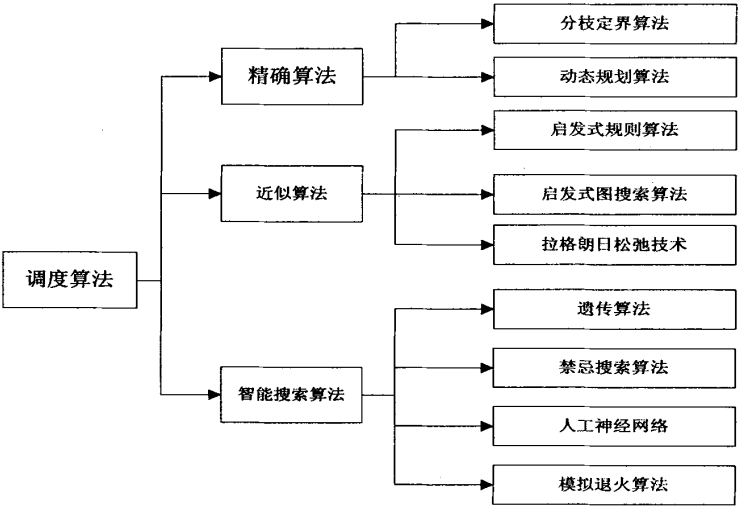 调度算法
精确算法
分枝定界算法
动态规划算法
近似算法
启发式规则算法
启发式图搜索算法
拉格朗日松弛技术
智能搜索算法
遗传算法
禁忌搜索算法
人工神经网络
模拟退火算法